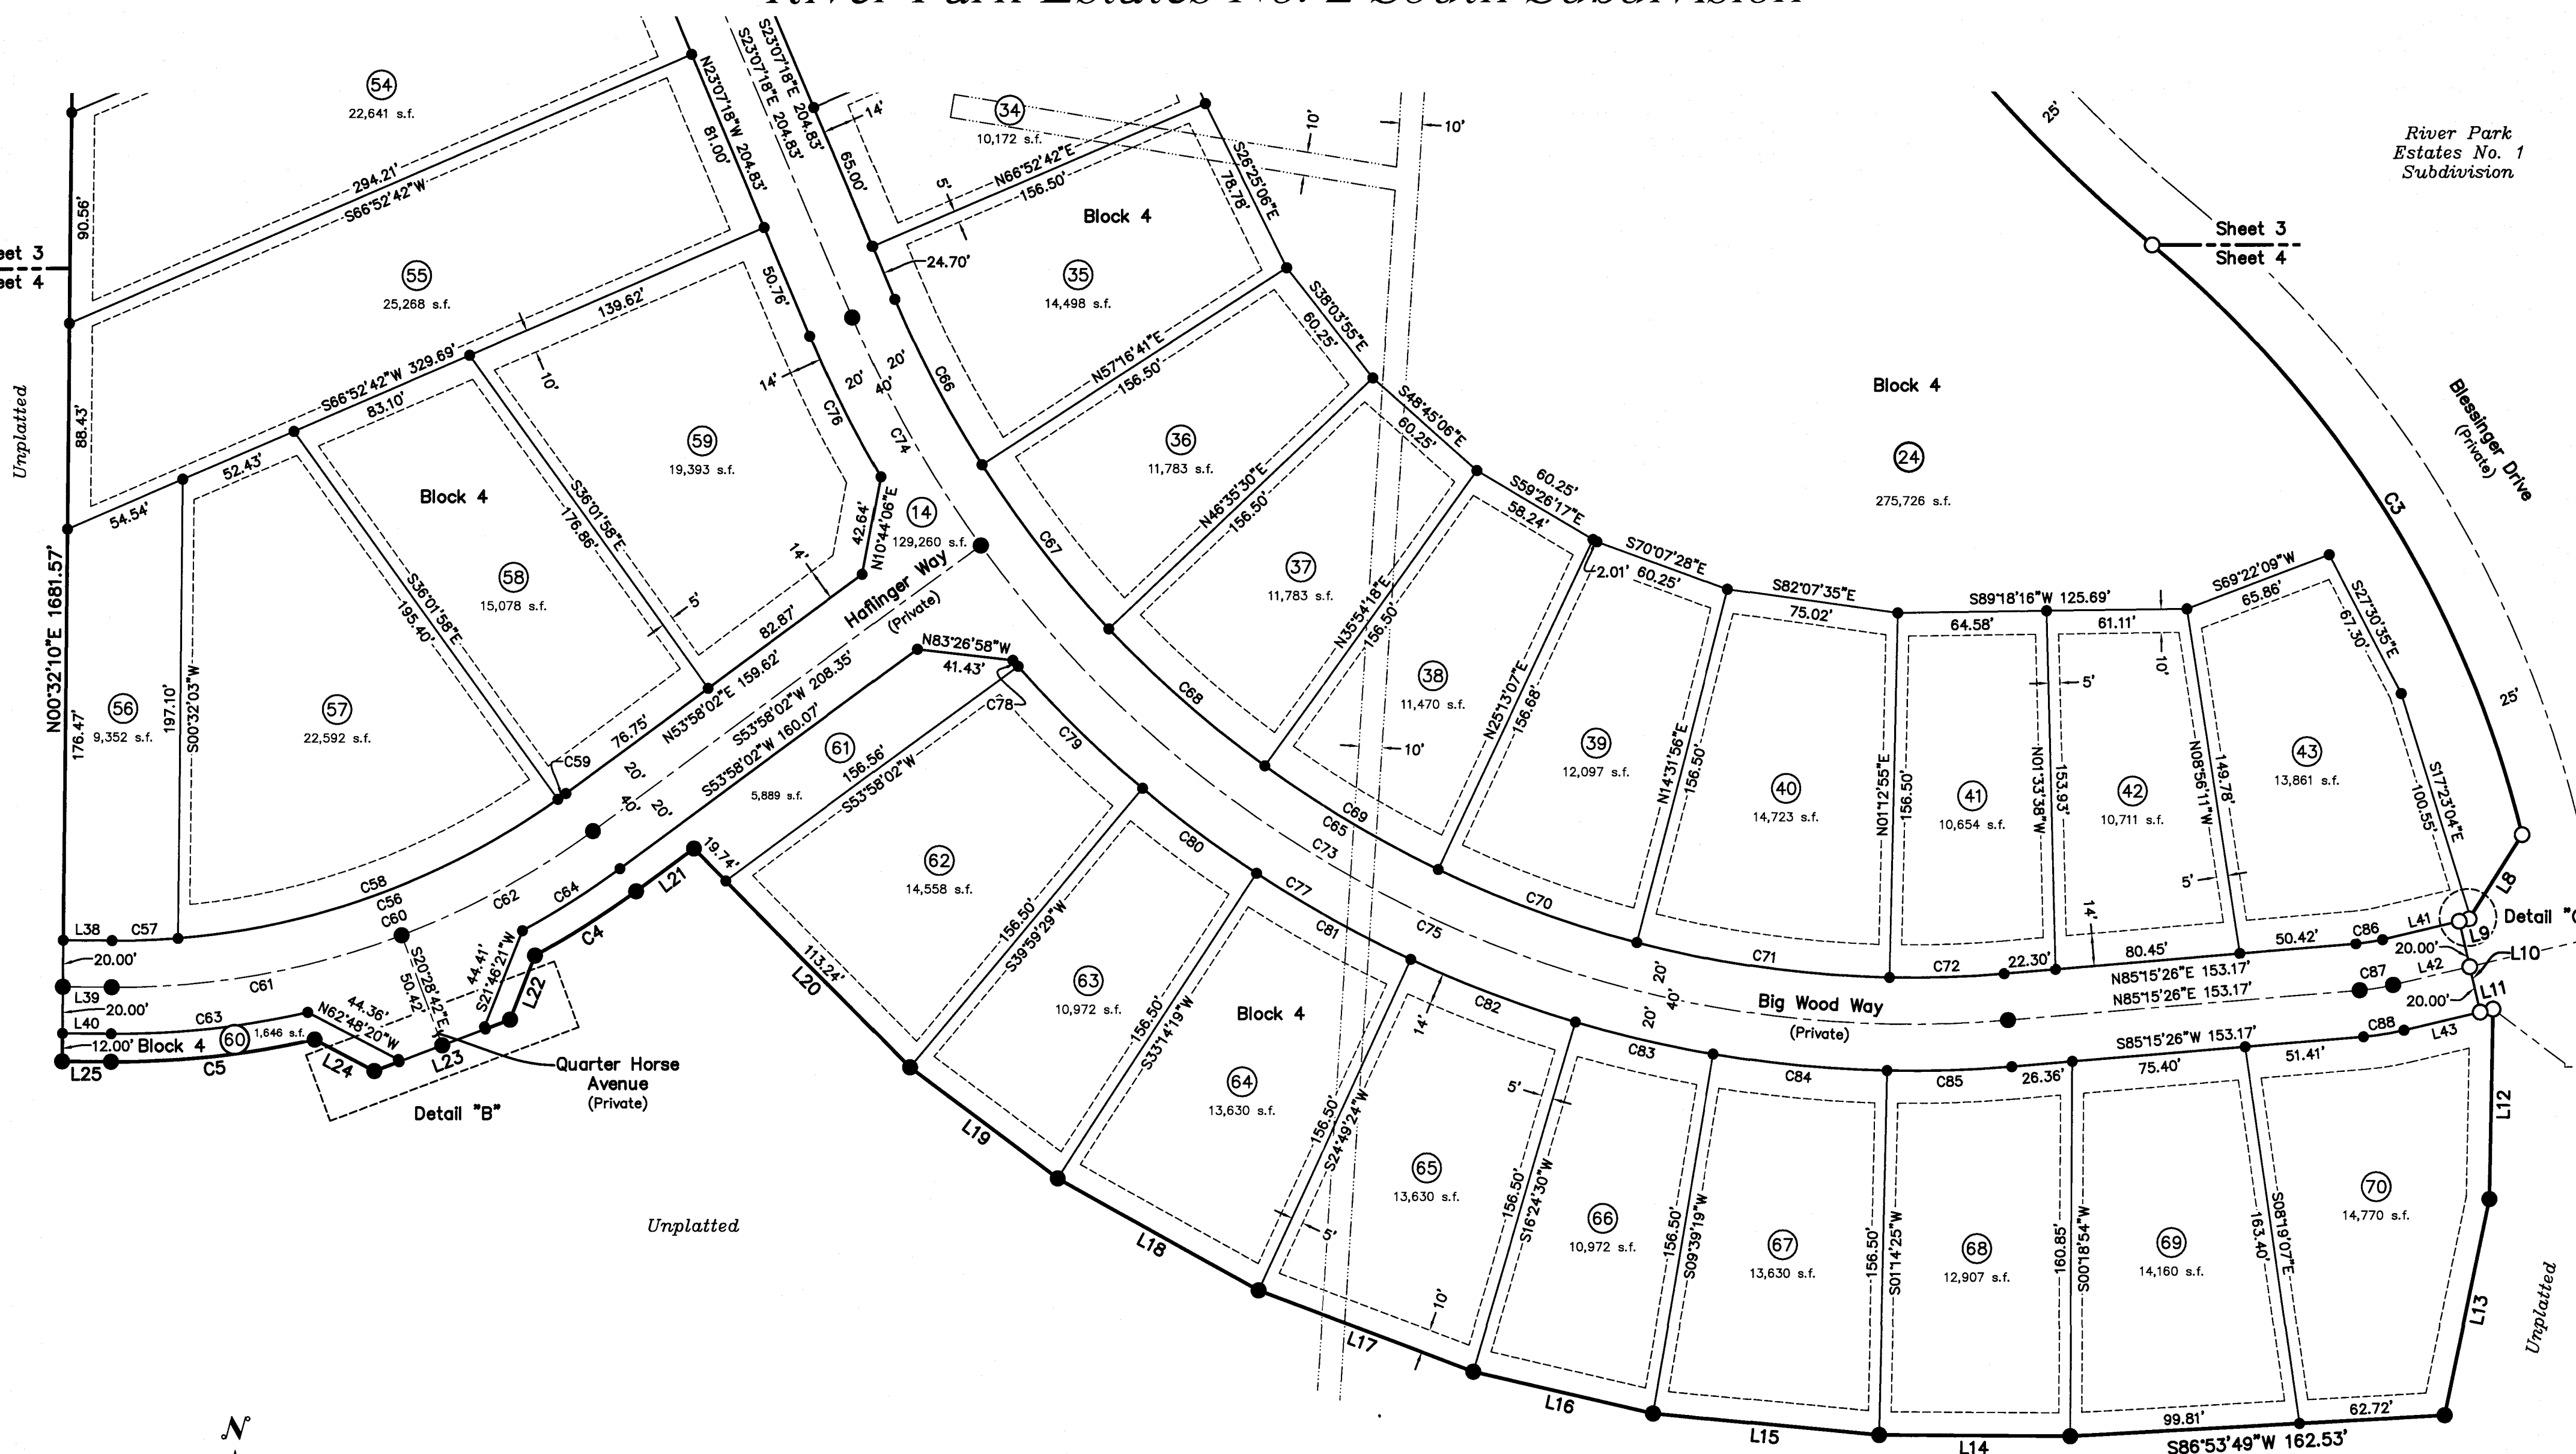 River Park Estates No. 2 South Subdivision
River Park
Estates No. 1
Subdivision
Sheet 3
Sheet 4
eet 3
eet 4
54
22,641 s.f.
294.21'
S66°52'42"W
90.56'
N23°07'18"W 204.83'
81.00'
S23°07'18"E 204.83'
S23°07'18"E 204.83'
14'
65.00'
34
10,172 s.f.
10'
10'
5'
N66°52'42"E
156.50'
S26°25'06"E
78.78'
Block 4
24.70'
35
14,498 s.f.
55
25,268 s.f.
139.62'
50.76'
88.43'
Unplatted
S66°52'42"W 329.69'
83.10'
10'
14'
C76
20'
20'
40'
C66
C74
N57°16'41"E
156.50'
S38°03'55"E
60.25'
S48°45'06"E
60.25'
Block 4
24
275,726 s.f.
25'
Blessinger Drive
(Private)
C3
25'
54.54'
52.43'
Block 4
58
15,078 s.f.
S36°01'58"E
176.86'
59
19,393 s.f.
42.64'
N10°44'06"E
14
129,260 s.f.
36
11,783 s.f.
N46°35'30"E
156.50'
C67
37
11,783 s.f.
60.25'
S59°26'17"E
58.24'
2.01'
S70°07'28"E
60.25'
S82°07'35"E
75.02'
S89°18'16"W 125.69'
64.58'
61.11'
S69°22'09"W
65.86'
S27°30'35"E
67.30'
N00°32'10"E 1681.57'
176.47'
56
9,352 s.f.
197.10'
S00°32'03"W
57
22,592 s.f.
S36°01'58"E
195.40'
5'
14'
82.87'
Haflinger Way
(Private)
76.75'
N53°58'02"E 159.62'
S53°58'02"W 208.35'
S53°58'02"W 160.07'
N83°26'58"W
41.43'
C78
C79
C59
20'
40'
20'
61
5,889 s.f.
156.56'
S53°58'02"W
C68
N35°54'18"E
156.50'
38
11,470 s.f.
10'
N25°13'07"E
156.68'
39
12,097 s.f.
N14°31'56"E
156.50'
40
14,723 s.f.
N01°12'55"E
156.50'
41
10,654 s.f.
5'
N01°33'38"W
153.93'
10'
42
10,711 s.f.
N08°56'11"W
149.78'
5'
43
13,861 s.f.
S17°23'04"E
100.55'
L8
Detail "C
C58
C56
C60
C62
C64
L21
19.74'
62
14,558 s.f.
C80
C77
C69
C65
C73
C81
C75
C70
C71
C72
22.30'
14'
80.45'
N85°15'26"E 153.17'
50.42'
C86
L41
L9
20.00'
L10
L38
C57
20.00'
L39
20.00'
L40
12.00'
L25
C61
C63
60
1,646 s.f.
Block 4
C5
S20°28'42"E
50.42'
44.36'
N62°48'20"W
44.41'
S21°46'21"W
C4
L22
L23
L24
Detail "B"
Quarter Horse
Avenue
(Private)
113.24'
L20
156.50'
S39°59'29"W
63
10,972 s.f.
156.50'
S33°14'19"W
Block 4
64
13,630 s.f.
14'
C82
20'
20'
40'
Big Wood Way
(Private)
N85°15'26"E 153.17'
C87
L42
20.00'
L11
C83
C84
C85
26.36'
S85°15'26"W 153.17'
75.40'
51.41'
C88
L43
L12
L19
Unplatted
L18
156.50'
S24°49'24"W
5'
65
13,630 s.f.
5'
156.50'
S16°24'30"W
66
10,972 s.f.
156.50'
S09°39'19"W
67
13,630 s.f.
156.50'
S01°14'25"W
68
12,907 s.f.
160.85'
S00°18'54"W
69
14,160 s.f.
S08°19'07"E
163.40'
70
14,770 s.f.
L13
Unplatted
10'
L17
L16
L15
L14
99.81'
62.72'
S86°53'49"W 162.53'
N